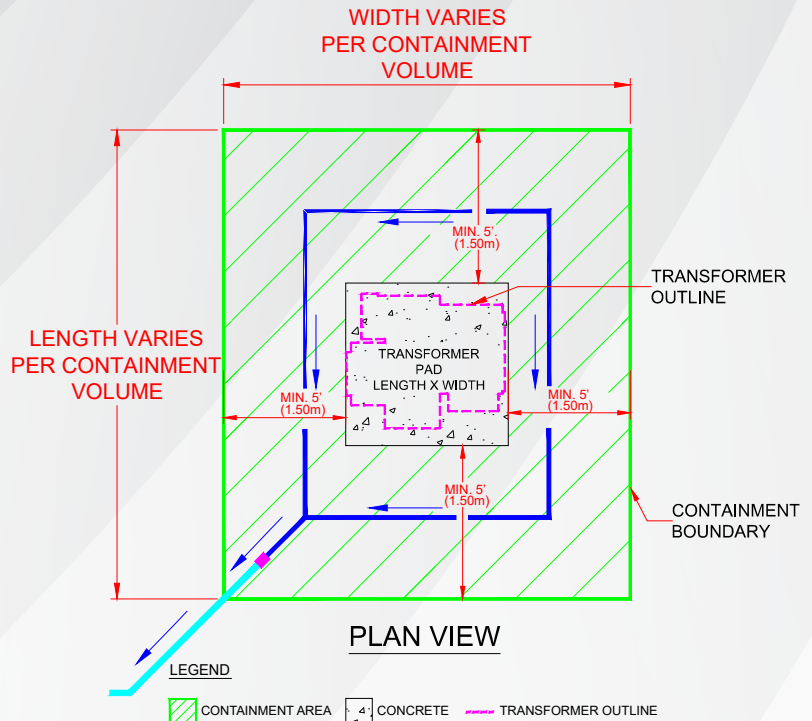 WIDTH VARIES
PER CONTAINMENT
VOLUME
MIN. 5'.
(1.50m)
TRANSFORMER
OUTLINE
LENGTH VARIES
PER CONTAINMENT
VOLUME
TRANSFORMER
PAD
LENGTH X WIDTH
MIN. 5'
(1.50m)
MIN. 5'
(1.50m)
MIN. 5'
(1.50m)
CONTAINMENT
BOUNDARY
PLAN VIEW
LEGEND
CONTAINMENT AREA
CONCRETE
TRANSFORMER OUTLINE